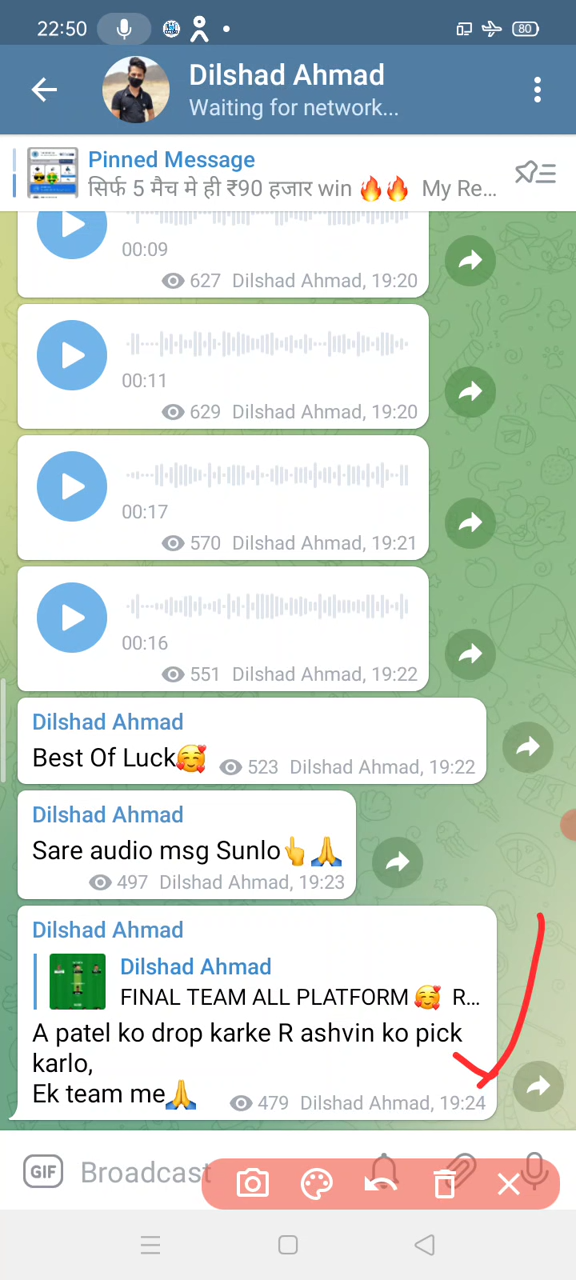 22:50
80
Dilshad Ahmad
Waiting for network...
Pinned Message
सिर्फ 5 मैच मे ही ₹90 हजार win 🔥🔥 My Re...
00:09
627 Dilshad Ahmad, 19:20
00:11
629 Dilshad Ahmad, 19:20
00:17
570 Dilshad Ahmad, 19:21
00:16
551 Dilshad Ahmad, 19:22
Dilshad Ahmad
Best Of Luck🥰 523 Dilshad Ahmad, 19:22
Dilshad Ahmad
Sare audio msg Sunlo👆🙏
497 Dilshad Ahmad, 19:23
Dilshad Ahmad
Dilshad Ahmad
FINAL TEAM ALL PLATFORM 🥰 R...
A patel ko drop karke R ashvin ko pick
karlo,
Ek team me🙏 479 Dilshad Ahmad, 19:24
GIF Broadcast